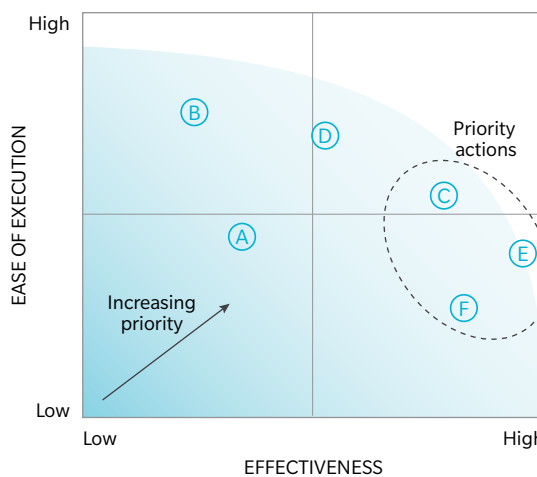 High
B
D
Priority
actions
C
EASE OF EXECUTION
A
E
Increasing
priority
F
Low
Low
High
EFFECTIVENESS